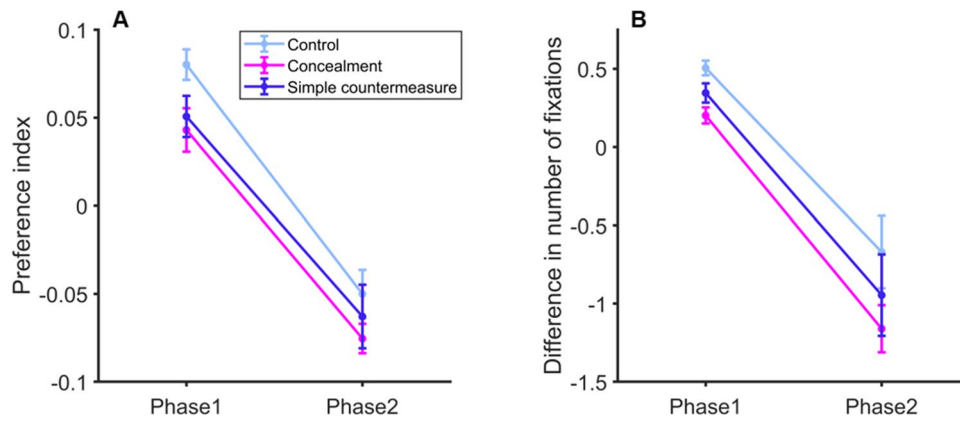 A
Preference index
0.1
0.05
0
-0.05
-0.1
Control
Concealment
Simple countermeasure
Phase1
Phase2
B
Difference in number of fixations
0.5
0
-0.5
-1
-1.5
Phase1
Phase2